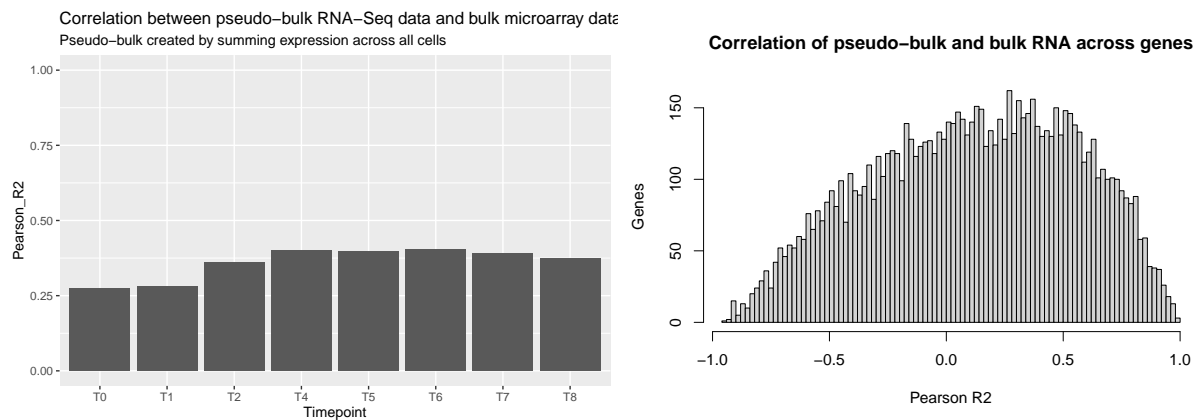 Correlation between pseudo−bulk RNA−Seq data and bulk microarray data
Pseudo−bulk created by summing expression across all cells
1.00
0.75
0.50
0.25
0.00
Pearson_R2
T0 T1 T2 T4 T5 T6 T7 T8
Timepoint
Correlation of pseudo−bulk and bulk RNA across genes
150
100
50
0
Genes
−1.0 −0.5 0.0 0.5 1.0
Pearson R2